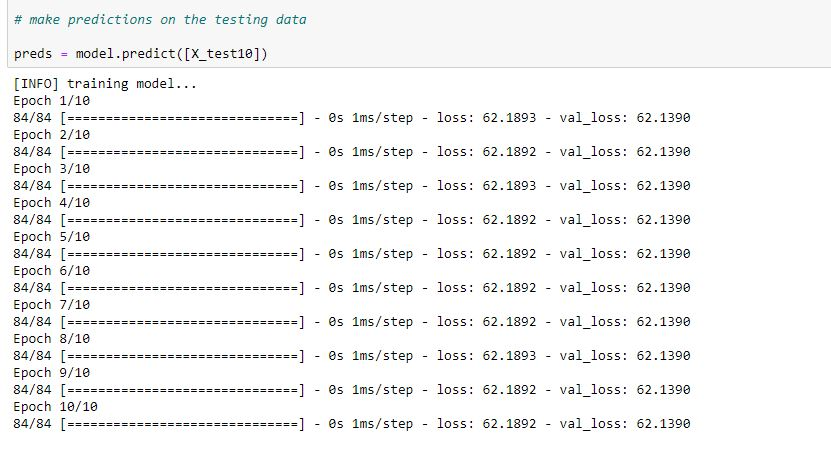 # make predictions on the testing data
preds = model.predict([X_test10])
[INFO] training model...
Epoch 1/10
84/84 [==============================] - 0s 1ms/step - loss: 62.1893 - val_loss: 62.1390
Epoch 2/10
84/84 [==============================] - 0s 1ms/step - loss: 62.1892 - val_loss: 62.1390
Epoch 3/10
84/84 [==============================] - 0s 1ms/step - loss: 62.1893 - val_loss: 62.1390
Epoch 4/10
84/84 [==============================] - 0s 1ms/step - loss: 62.1892 - val_loss: 62.1390
Epoch 5/10
84/84 [==============================] - 0s 1ms/step - loss: 62.1892 - val_loss: 62.1390
Epoch 6/10
84/84 [==============================] - 0s 1ms/step - loss: 62.1892 - val_loss: 62.1390
Epoch 7/10
84/84 [==============================] - 0s 1ms/step - loss: 62.1892 - val_loss: 62.1390
Epoch 8/10
84/84 [==============================] - 0s 1ms/step - loss: 62.1893 - val_loss: 62.1390
Epoch 9/10
84/84 [==============================] - 0s 1ms/step - loss: 62.1892 - val_loss: 62.1390
Epoch 10/10
84/84 [==============================] - 0s 1ms/step - loss: 62.1892 - val_loss: 62.1390